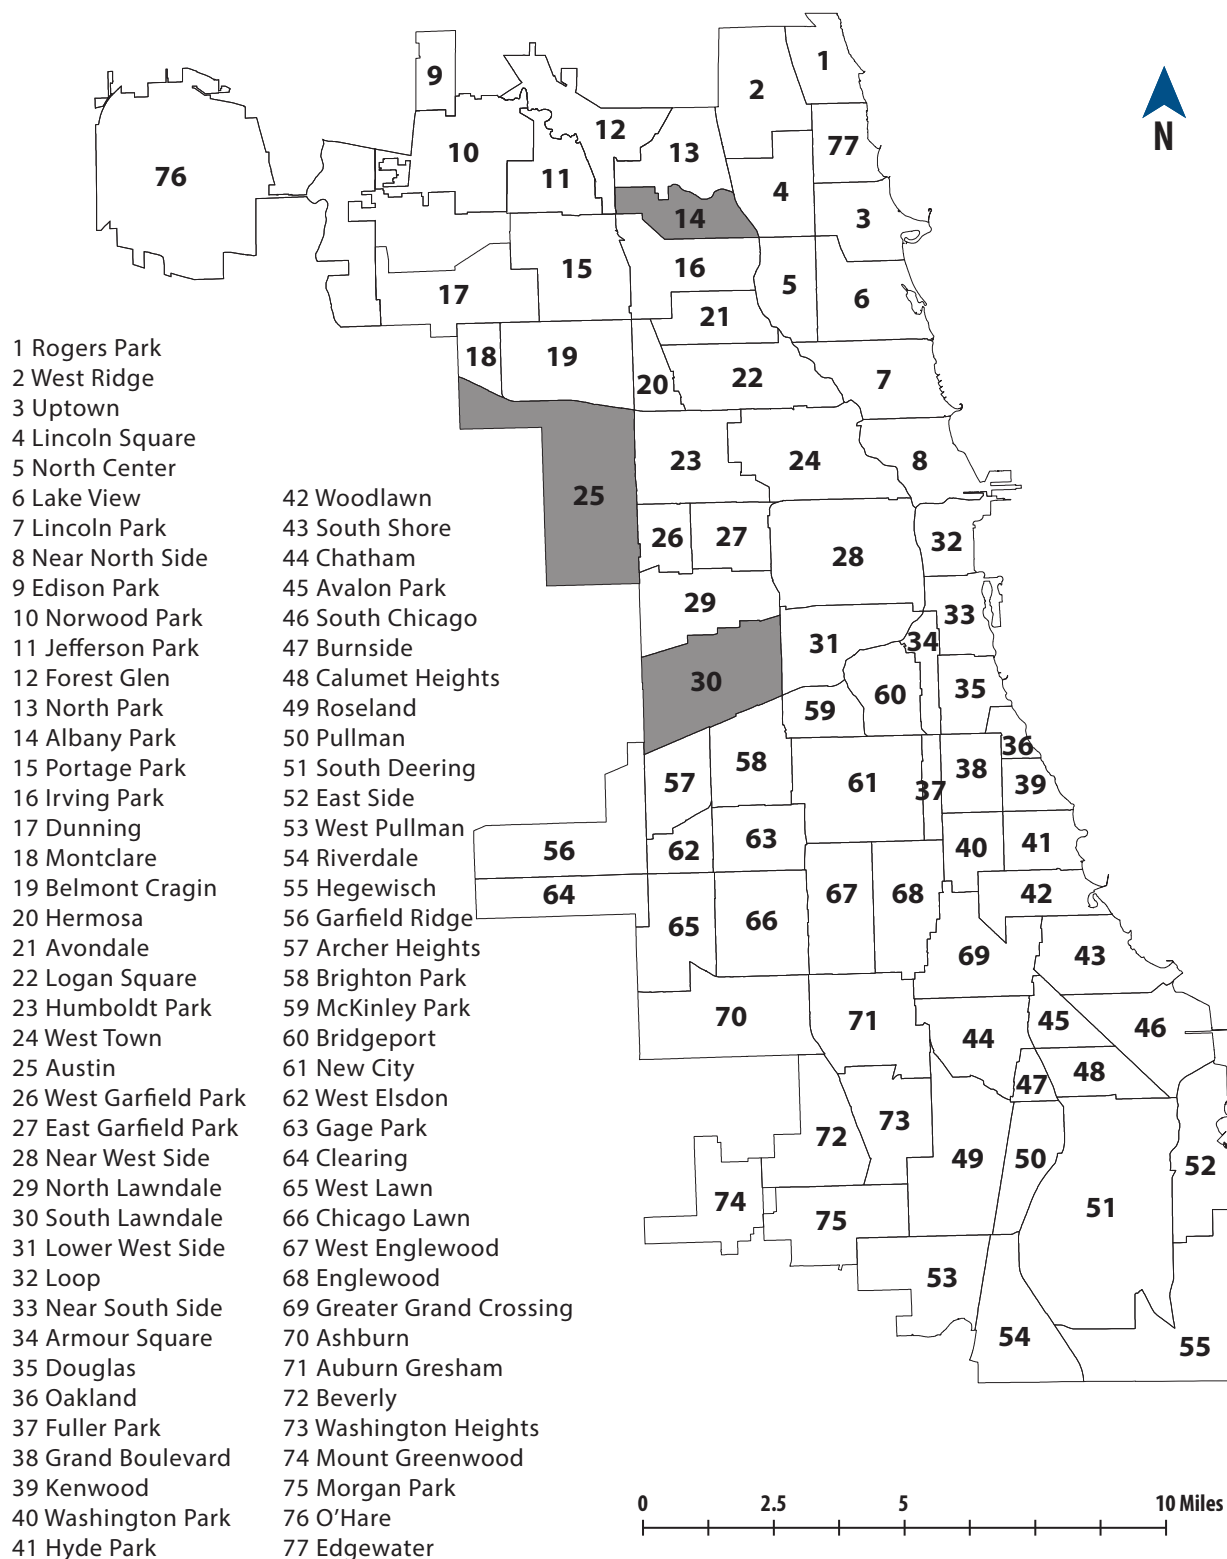 1
2
9
12
N
13
77
10
11
76
4
14
3
15
16
5
17
6
21
18
19
20
22
7
23
24
8
25
26
27
28
32
29
33
31
34
30
60
35
59
36
58
57
61
38
37
39
56
62
63
40
41
64
67
68
42
65
66
69
43
70
71
44
45
46
47
48
72
73
49
50
52
74
75
51
53
54
55
1 Rogers Park
2 West Ridge
3 Uptown
4 Lincoln Square
5 North Center
6 Lake View
7 Lincoln Park
8 Near North Side
9 Edison Park
10 Norwood Park
11 Jefferson Park
12 Forest Glen
13 North Park
14 Albany Park
15 Portage Park
16 Irving Park
17 Dunning
18 Montclare
19 Belmont Cragin
20 Hermosa
21 Avondale
22 Logan Square
23 Humboldt Park
24 West Town
25 Austin
26 West Garfield Park
27 East Garfield Park
28 Near West Side
29 North Lawndale
30 South Lawndale
31 Lower West Side
32 Loop
33 Near South Side
34 Armour Square
35 Douglas
36 Oakland
37 Fuller Park
38 Grand Boulevard
39 Kenwood
40 Washington Park
41 Hyde Park
42 Woodlawn
43 South Shore
44 Chatham
45 Avalon Park
46 South Chicago
47 Burnside
48 Calumet Heights
49 Roseland
50 Pullman
51 South Deering
52 East Side
53 West Pullman
54 Riverdale
55 Hegewisch
56 Garfield Ridge
57 Archer Heights
58 Brighton Park
59 McKinley Park
60 Bridgeport
61 New City
62 West Elsdon
63 Gage Park
64 Clearing
65 West Lawn
66 Chicago Lawn
67 West Englewood
68 Englewood
69 Greater Grand Crossing
70 Ashburn
71 Auburn Gresham
72 Beverly
73 Washington Heights
74 Mount Greenwood
75 Morgan Park
76 O'Hare
77 Edgewater
0 2.5 5 10 Miles